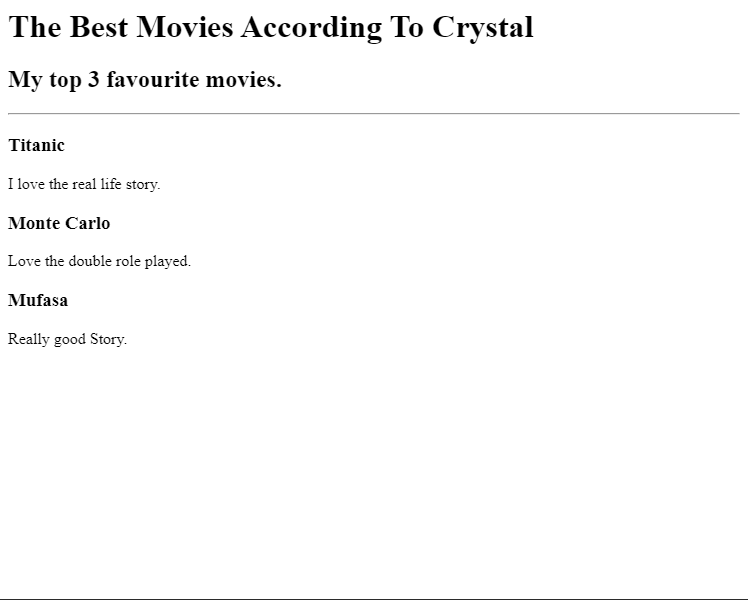 The Best Movies According To Crystal
My top 3 favourite movies.
Titanic
I love the real life story.
Monte Carlo
Love the double role played.
Mufasa
Really good Story.